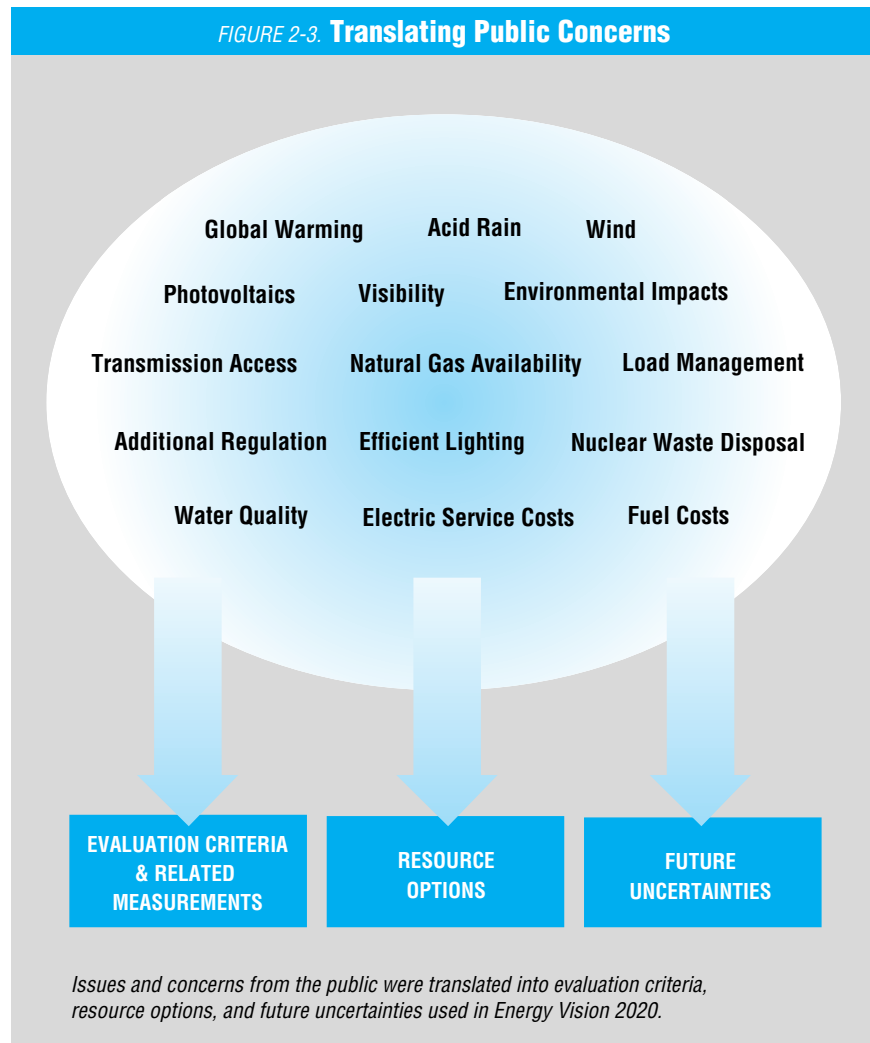 FIGURE 2-3. Translating Public Concerns
Global Warming Acid Rain Wind
Photovoltaics Visibility Environmental Impacts
Transmission Access Natural Gas Availability Load Management
Additional Regulation Efficient Lighting Nuclear Waste Disposal
Water Quality Electric Service Costs Fuel Costs
EVALUATION CRITERIA
& RELATED
MEASUREMENTS
RESOURCE
OPTIONS
FUTURE
UNCERTAINTIES
Issues and concerns from the public were translated into evaluation criteria,
resource options, and future uncertainties used in Energy Vision 2020.